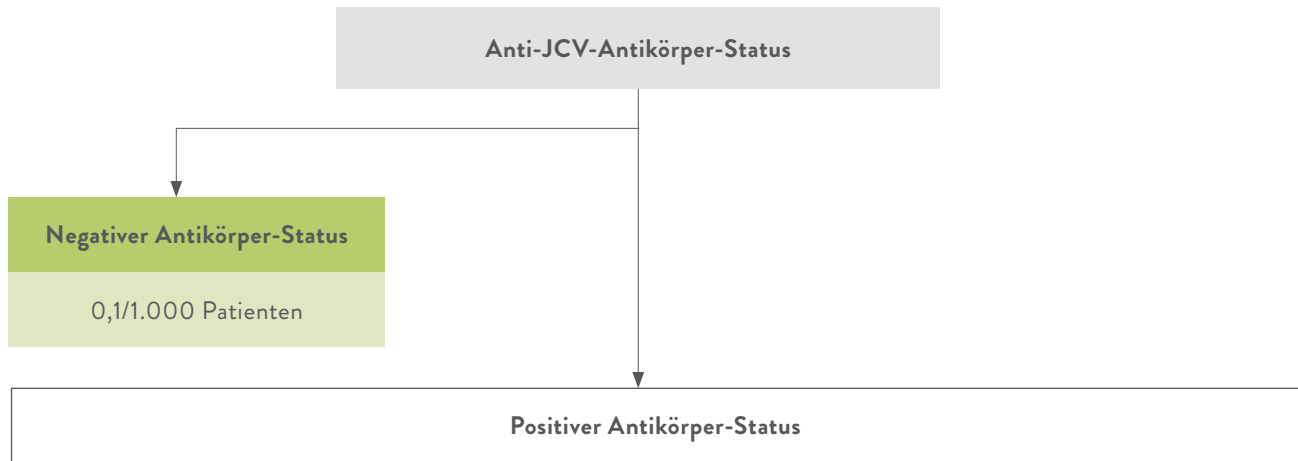 Anti-JCV-Antikörper-Status
Negativer Antikörper-Status
0,1/1.000 Patienten
Positiver Antikörper-Status